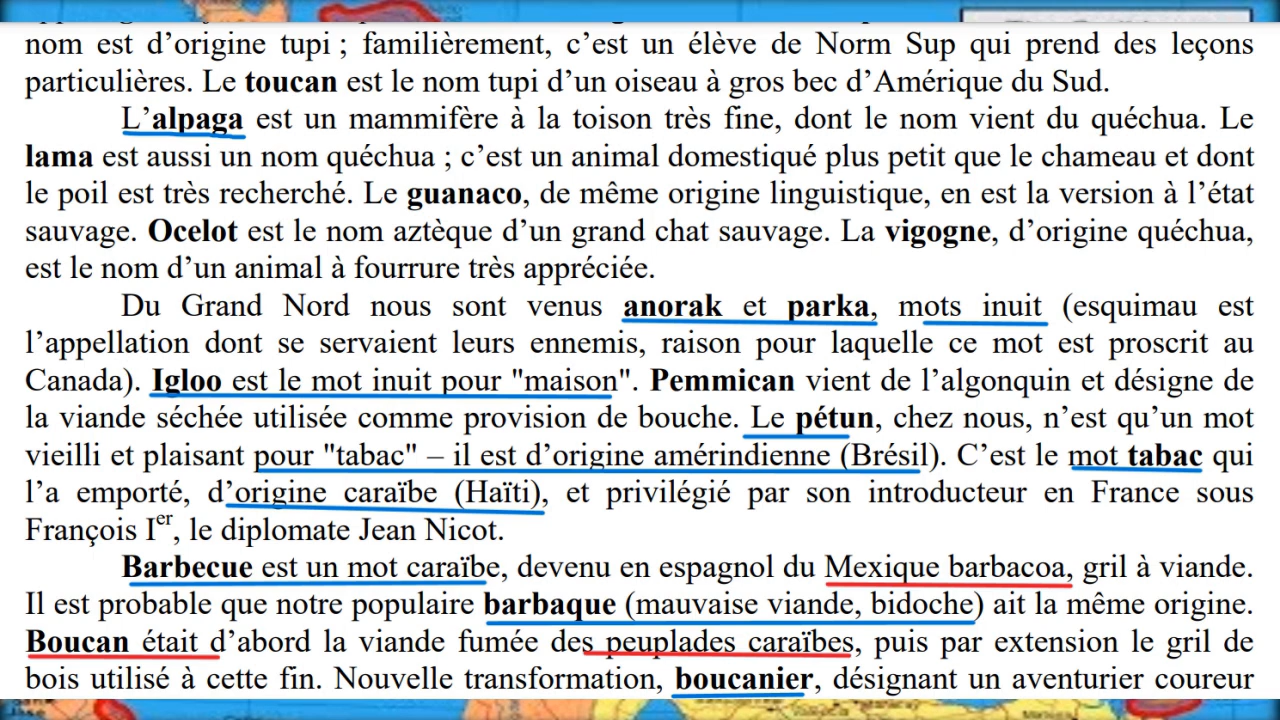 nom est d'origine tupi ; familièrement, c'est un élève de Norm Sup qui prend des leçons
particulières. Le toucan est le nom tupi d'un oiseau à gros bec d'Amérique du Sud.
L'alpaga est un mammifère à la toison très fine, dont le nom vient du quéchua. Le
lama est aussi un nom quéchua ; c'est un animal domestiqué plus petit que le chameau et dont
le poil est très recherché. Le guanaco, de même origine linguistique, en est la version à l'état
sauvage. Ocelot est le nom aztèque d'un grand chat sauvage. La vigogne, d'origine quéchua,
est le nom d'un animal à fourrure très appréciée.
Du Grand Nord nous sont venus anorak et parka, mots inuit (esquimau est
l'appellation dont se servaient leurs ennemis, raison pour laquelle ce mot est proscrit au
Canada). Igloo est le mot inuit pour "maison". Pemmican vient de l'algonquin et désigne de
la viande séchée utilisée comme provision de bouche. Le pétun, chez nous, n'est qu'un mot
vieilli et plaisant pour "tabac" – il est d'origine amérindienne (Brésil). C'est le mot tabac qui
l'a emporté, d'origine caraïbe (Haïti), et privilégié par son introducteur en France sous
François Ier, le diplomate Jean Nicot.
Barbecue est un mot caraïbe, devenu en espagnol du Mexique barbacoa, gril à viande.
Il est probable que notre populaire barbaque (mauvaise viande, bidoche) ait la même origine.
Boucan était d'abord la viande fumée des peuplades caraïbes, puis par extension le gril de
bois utilisé à cette fin. Nouvelle transformation, boucanier, désignant un aventurier coureur